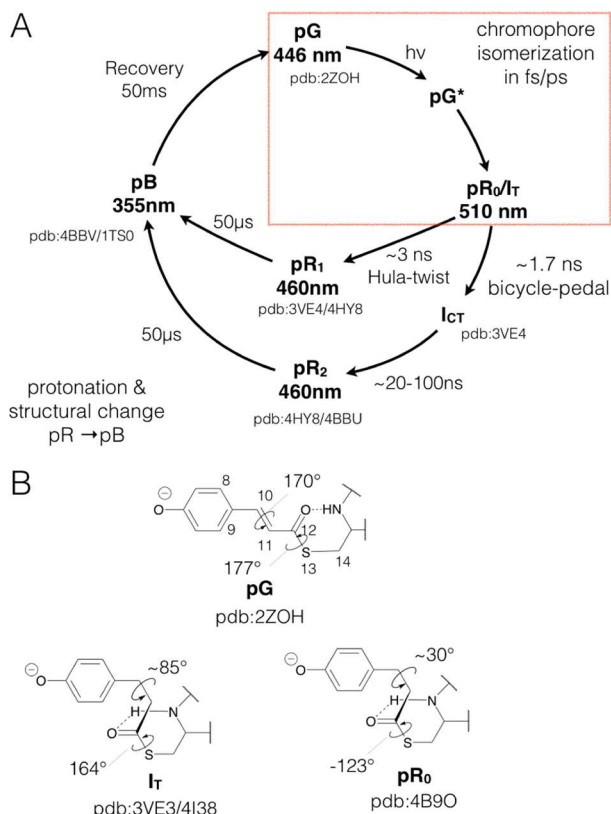 A
pG
446 nm
pdb:2ZOH
hν
chromophore
isomerization
in fs/ps
Recovery
50ms
pG*
pB
355nm
pdb:4BBV/1TS0
pR₀/Iᴛ
510 nm
50μs
pR₁
460nm
pdb:3VE4/4HY8
~3 ns
Hula-twist
~1.7 ns
bicycle-pedal
Iᴄᴛ
pdb:3VE4
50μs
pR₂
460nm
pdb:4HY8/4BBU
~20-100ns
protonation &
structural change
pR →pB
B
170°
8
10
⊖
O
O
HN
9
12
11
S
13
14
177°
pG
pdb:2ZOH
~85°
⊖
O
H
N
O
S
164°
Iᴛ
pdb:3VE3/4I38
~30°
⊖
O
H
N
O
S
-123°
pR₀
pdb:4B9O